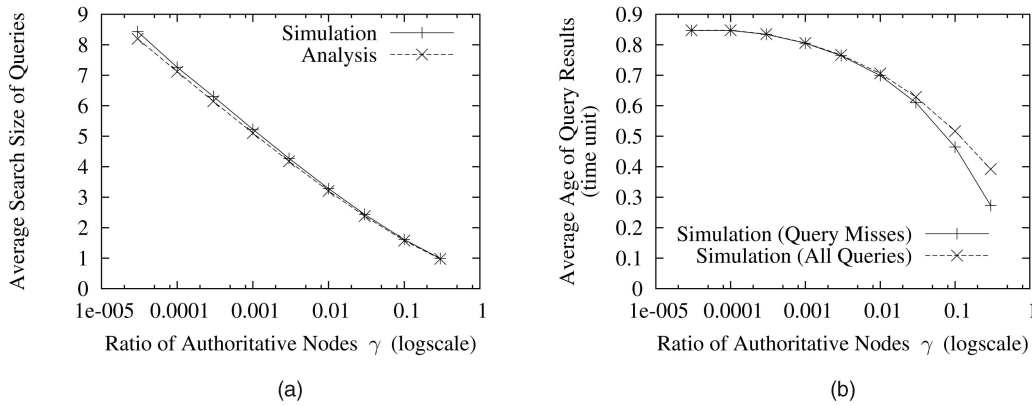 Average Search Size of Queries
9
8
7
6
5
4
3
2
1
0
Simulation
Analysis
1e-005 0.0001 0.001 0.01 0.1 1
Ratio of Authoritative Nodes γ (logscale)
(a)
Average Age of Query Results
(time unit)
0.9
0.8
0.7
0.6
0.5
0.4
0.3
0.2
0.1
0
Simulation (Query Misses)
Simulation (All Queries)
1e-005 0.0001 0.001 0.01 0.1 1
Ratio of Authoritative Nodes γ (logscale)
(b)